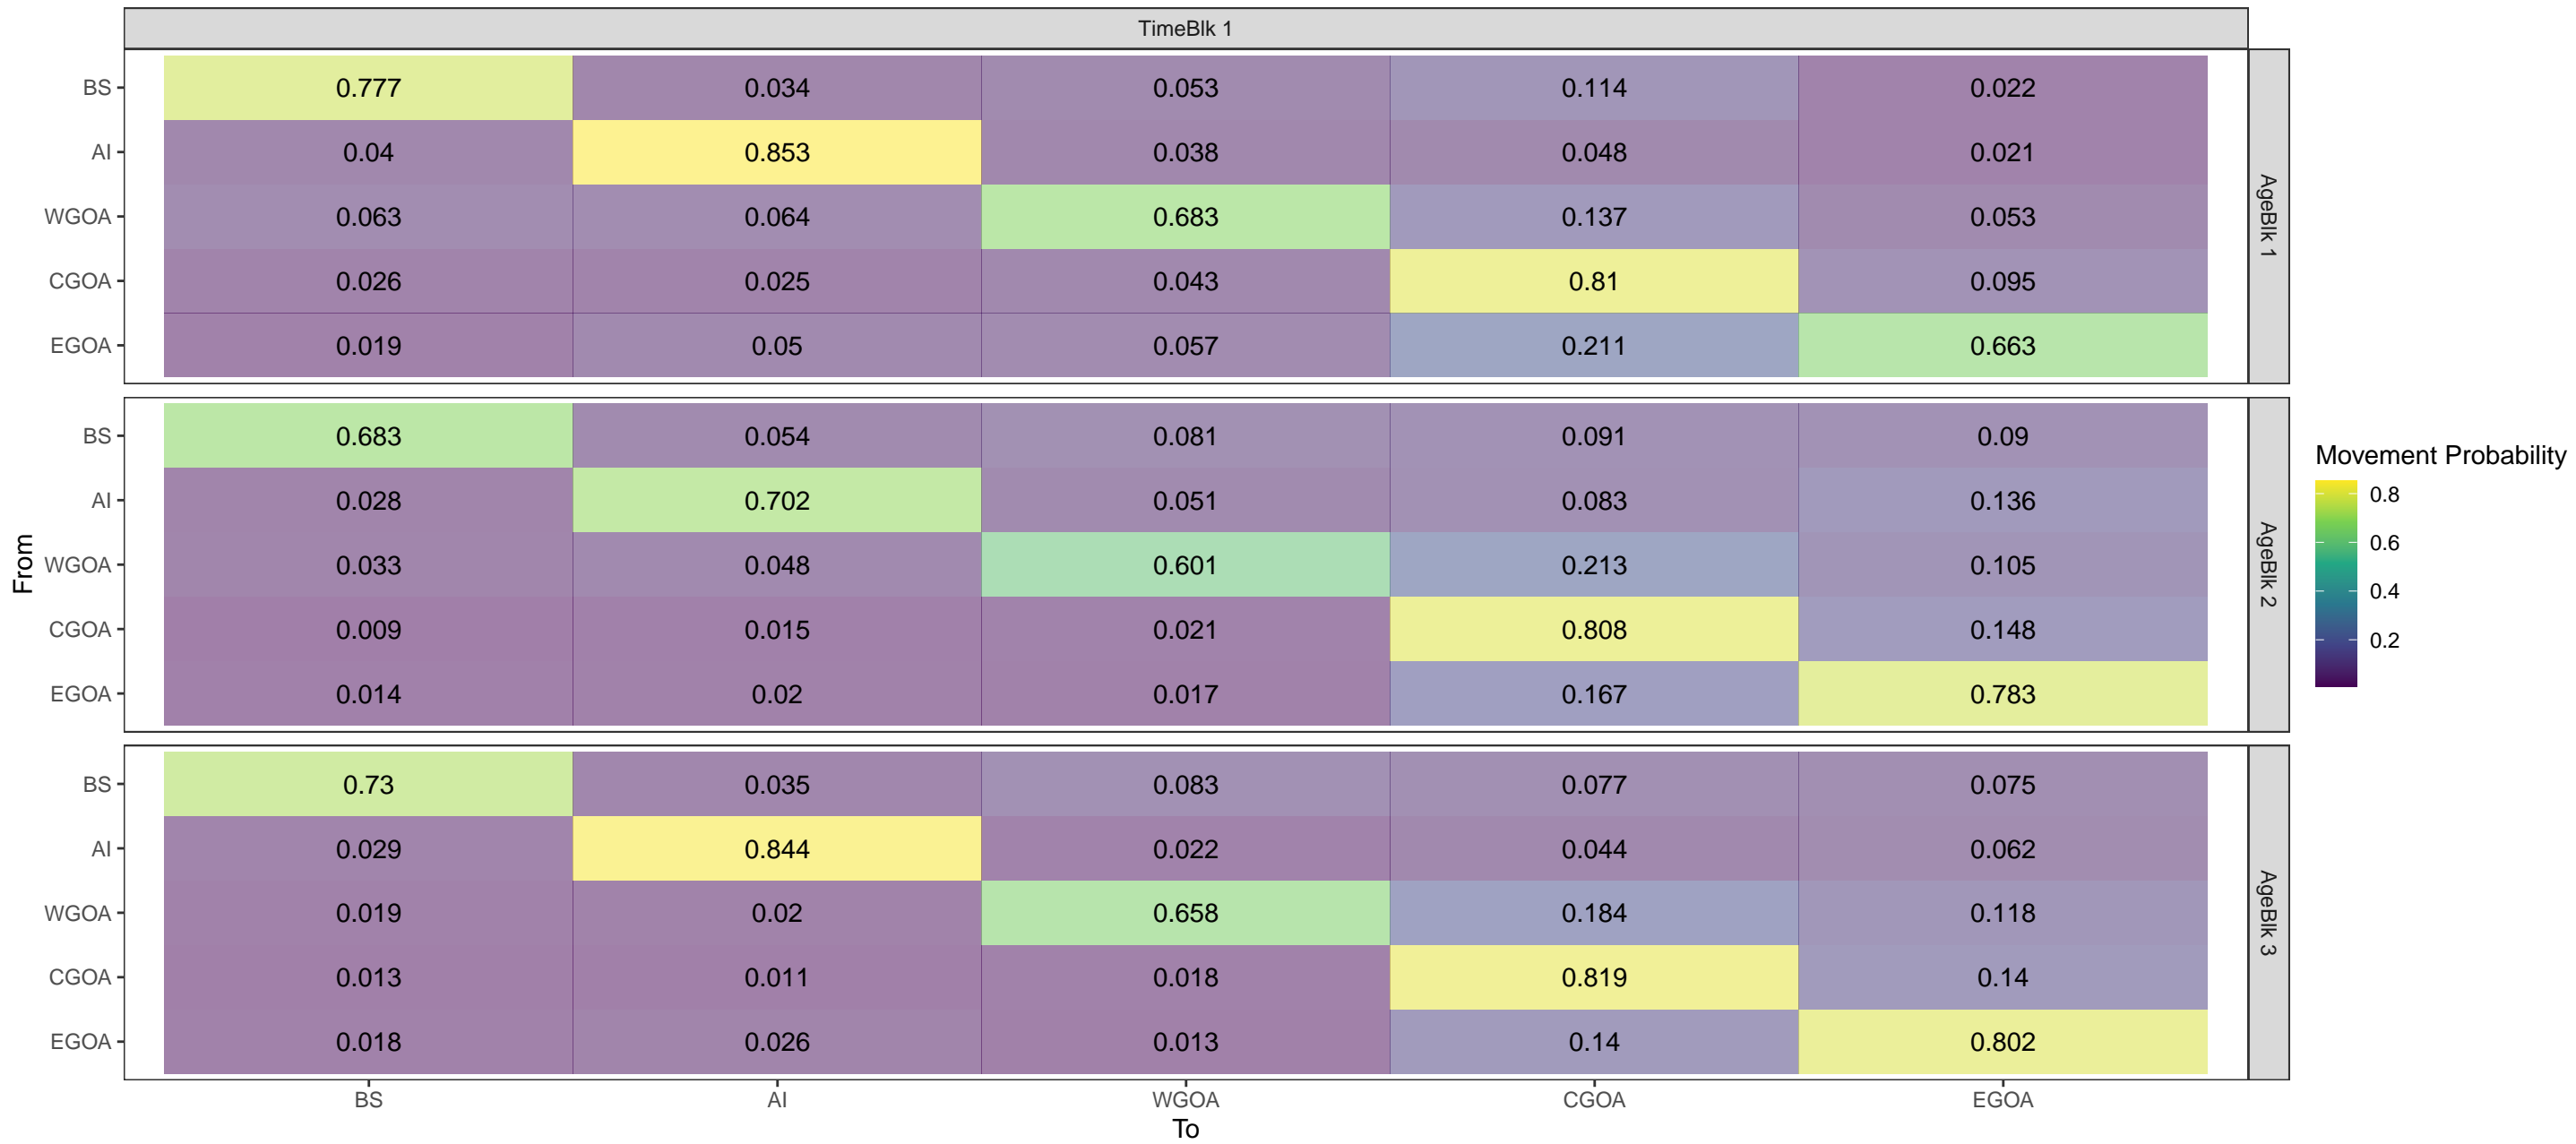 TimeBlk 1
BS 0.777 0.034 0.053 0.114 0.022
AI 0.04 0.853 0.038 0.048 0.021
WGOA 0.063 0.064 0.683 0.137 0.053
CGOA 0.026 0.025 0.043 0.81 0.095
EGOA 0.019 0.05 0.057 0.211 0.663
AgeBlk 1
BS 0.683 0.054 0.081 0.091 0.09
AI 0.028 0.702 0.051 0.083 0.136
WGOA 0.033 0.048 0.601 0.213 0.105
CGOA 0.009 0.015 0.021 0.808 0.148
EGOA 0.014 0.02 0.017 0.167 0.783
AgeBlk 2
BS 0.73 0.035 0.083 0.077 0.075
AI 0.029 0.844 0.022 0.044 0.062
WGOA 0.019 0.02 0.658 0.184 0.118
CGOA 0.013 0.011 0.018 0.819 0.14
EGOA 0.018 0.026 0.013 0.14 0.802
AgeBlk 3
BS AI WGOA CGOA EGOA
To
From
Movement Probability
0.8
0.6
0.4
0.2